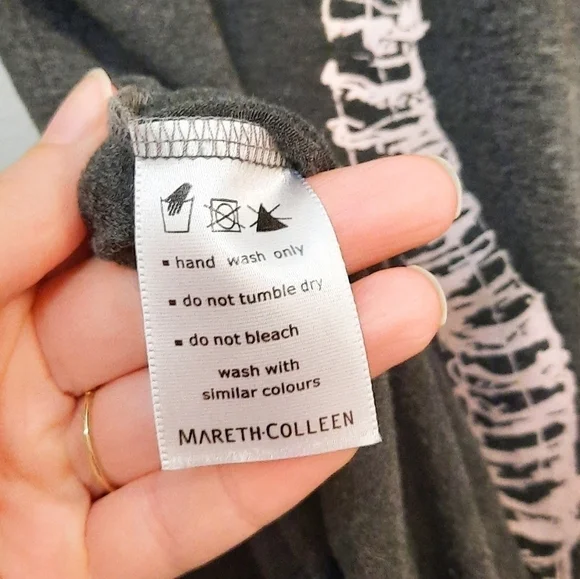 ▪ hand wash only
▪ do not tumble dry
▪ do not bleach
wash with
similar colours
MARETH·COLLEEN